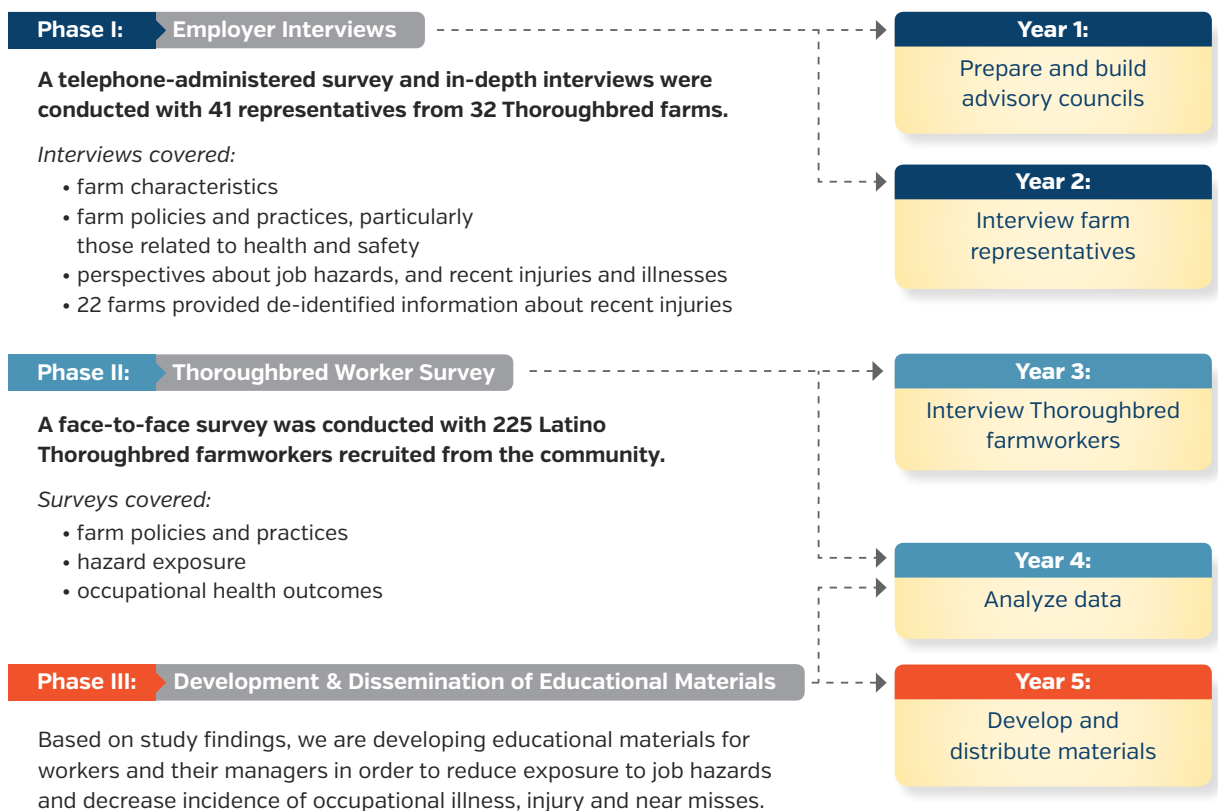 Phase I: Employer Interviews
A telephone-administered survey and in-depth interviews were
conducted with 41 representatives from 32 Thoroughbred farms.
Interviews covered:
• farm characteristics
• farm policies and practices, particularly
those related to health and safety
• perspectives about job hazards, and recent injuries and illnesses
• 22 farms provided de-identified information about recent injuries
Year 1:
Prepare and build
advisory councils
Year 2:
Interview farm
representatives
Phase II: Thoroughbred Worker Survey
A face-to-face survey was conducted with 225 Latino
Thoroughbred farmworkers recruited from the community.
Surveys covered:
• farm policies and practices
• hazard exposure
• occupational health outcomes
Year 3:
Interview Thoroughbred
farmworkers
Year 4:
Analyze data
Phase III: Development & Dissemination of Educational Materials
Based on study findings, we are developing educational materials for
workers and their managers in order to reduce exposure to job hazards
and decrease incidence of occupational illness, injury and near misses.
Year 5:
Develop and
distribute materials